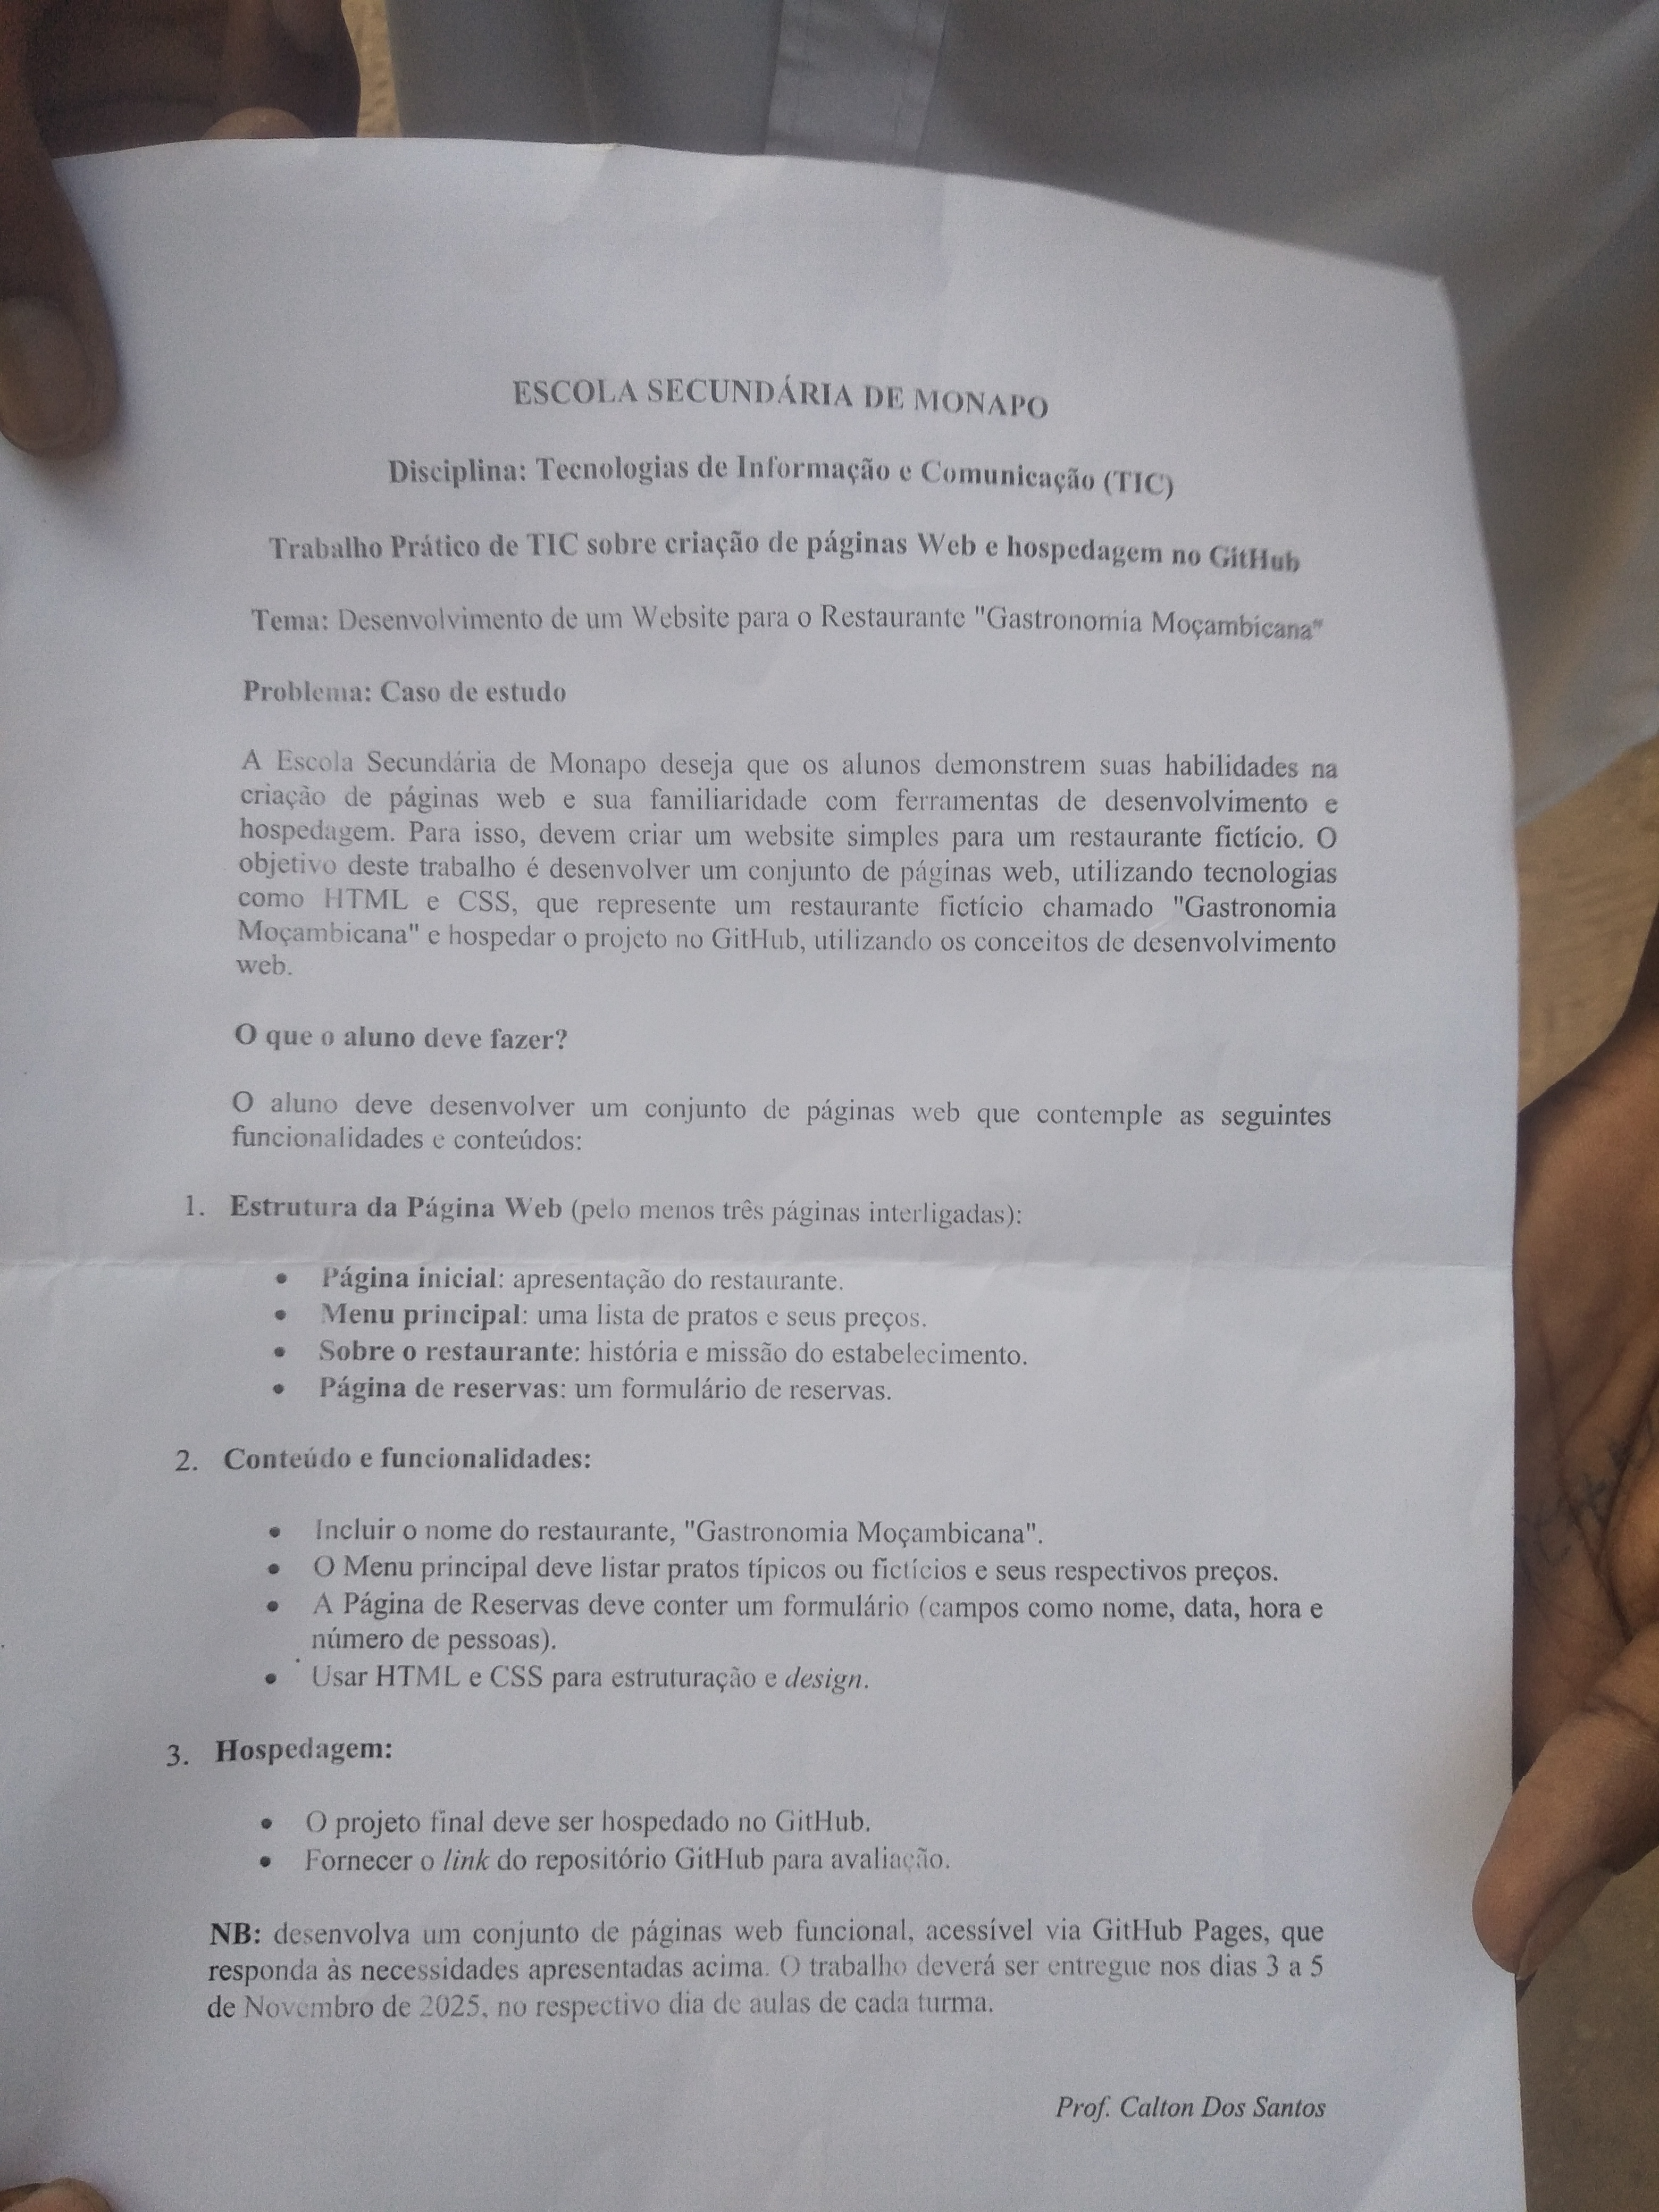 ESCOLA SECUNDÁRIA DE MONAPO
Disciplina: Tecnologias de Informação e Comunicação (TIC)
Trabalho Prático de TIC sobre criação de páginas Web e hospedagem no GitHub
Tema: Desenvolvimento de um Website para o Restaurante "Gastronomia Moçambicana"
Problema: Caso de estudo
A Escola Secundária de Monapo deseja que os alunos demonstrem suas habilidades na
criação de páginas web e sua familiaridade com ferramentas de desenvolvimento e
hospedagem. Para isso, devem criar um website simples para um restaurante fictício. O
objetivo deste trabalho é desenvolver um conjunto de páginas web, utilizando tecnologias
como HTML e CSS, que represente um restaurante fictício chamado "Gastronomia
Moçambicana" e hospedar o projeto no GitHub, utilizando os conceitos de desenvolvimento
web.
O que o aluno deve fazer?
O aluno deve desenvolver um conjunto de páginas web que contemple as seguintes
funcionalidades e conteúdos:
1. Estrutura da Página Web (pelo menos três páginas interligadas):
• Página inicial: apresentação do restaurante.
• Menu principal: uma lista de pratos e seus preços.
• Sobre o restaurante: história e missão do estabelecimento.
• Página de reservas: um formulário de reservas.
2. Conteúdo e funcionalidades:
• Incluir o nome do restaurante, "Gastronomia Moçambicana".
• O Menu principal deve listar pratos típicos ou fictícios e seus respectivos preços.
• A Página de Reservas deve conter um formulário (campos como nome, data, hora e
número de pessoas).
• Usar HTML e CSS para estruturação e design.
3. Hospedagem:
• O projeto final deve ser hospedado no GitHub.
• Fornecer o link do repositório GitHub para avaliação.
NB: desenvolva um conjunto de páginas web funcional, acessível via GitHub Pages, que
responda às necessidades apresentadas acima. O trabalho deverá ser entregue nos dias 3 a 5
de Novembro de 2025, no respectivo dia de aulas de cada turma.
Prof. Calton Dos Santos